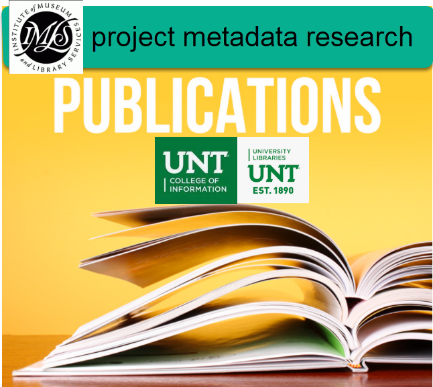 INSTITUTE of MUSEUM and LIBRARY SERVICES
IMLS
project metadata research
PUBLICATIONS
UNT
COLLEGE OF
INFORMATION
UNIVERSITY
LIBRARIES
UNT
EST. 1890